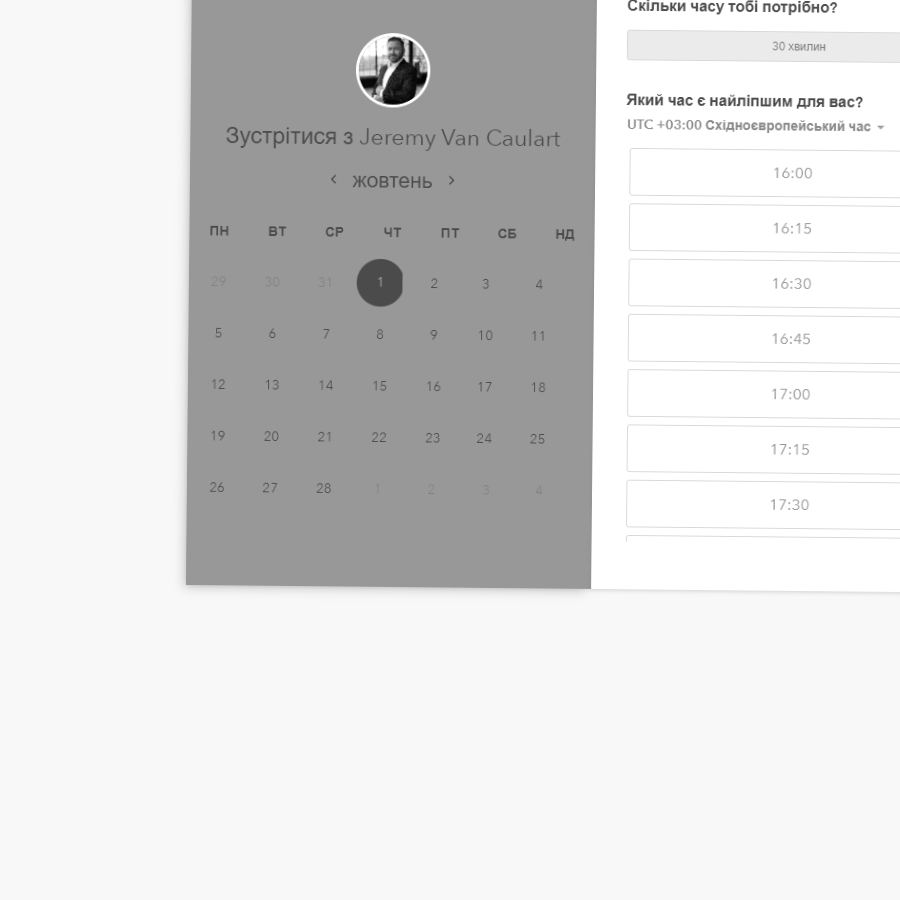 Зустрітися з Jeremy Van Caulart
жовтень
ПН ВТ СР ЧТ ПТ СБ НД
29 30 31 1 2 3 4
5 6 7 8 9 10 11
12 13 14 15 16 17 18
19 20 21 22 23 24 25
26 27 28 1 2 3 4
Скільки часу тобі потрібно?
30 хвилин
Який час є найліпшим для вас?
UTC +03:00 Східноєвропейський час
16:00
16:15
16:30
16:45
17:00
17:15
17:30